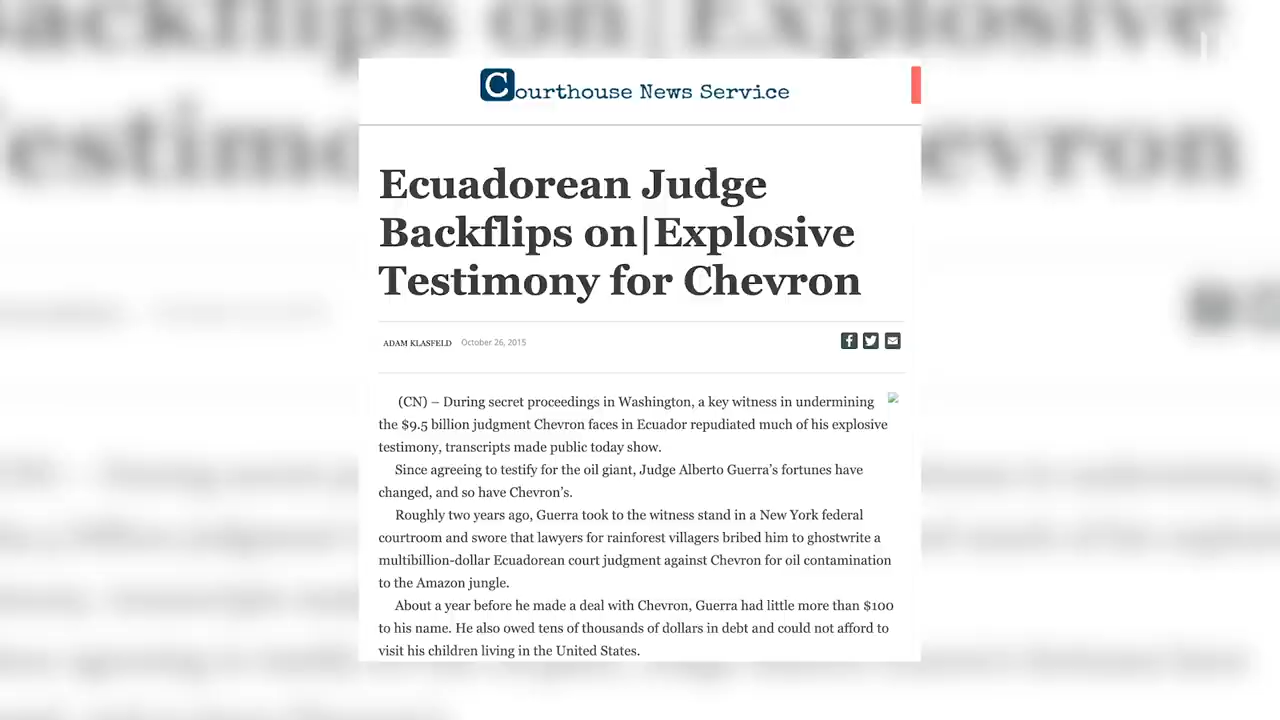 Courthouse News Service
Ecuadorean Judge
Backflips on|Explosive
Testimony for Chevron
ADAM KLASFELD October 26, 2015
(CN) – During secret proceedings in Washington, a key witness in undermining
the $9.5 billion judgment Chevron faces in Ecuador repudiated much of his explosive
testimony, transcripts made public today show.
Since agreeing to testify for the oil giant, Judge Alberto Guerra's fortunes have
changed, and so have Chevron's.
Roughly two years ago, Guerra took to the witness stand in a New York federal
courtroom and swore that lawyers for rainforest villagers bribed him to ghostwrite a
multibillion-dollar Ecuadorean court judgment against Chevron for oil contamination
to the Amazon jungle.
About a year before he made a deal with Chevron, Guerra had little more than $100
to his name. He also owed tens of thousands of dollars in debt and could not afford to
visit his children living in the United States.